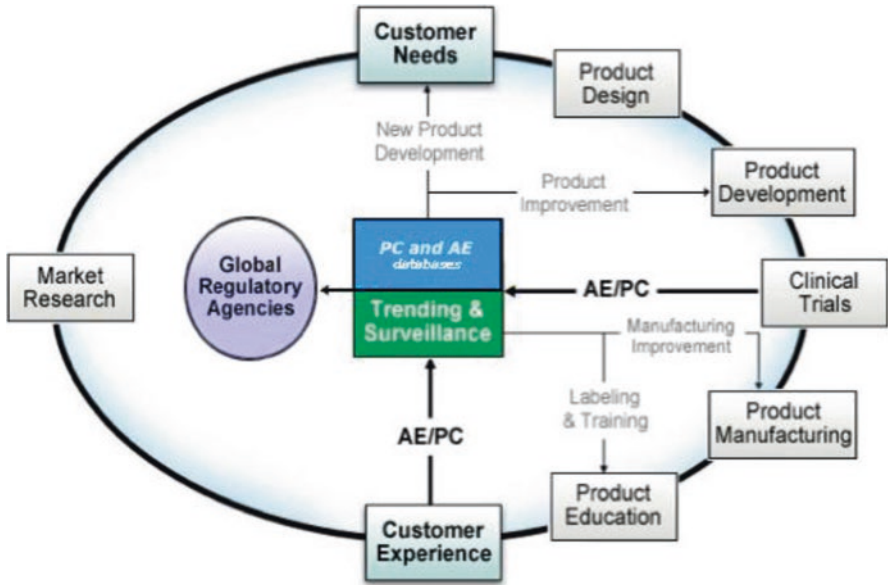 Customer
Needs
Product
Design
New Product
Development
Product
Improvement
Product
Development
PC and AE
databases
Global
Regulatory
Agencies
Market
Research
AE/PC
Clinical
Trials
Trending &
Surveillance
Manufacturing
Improvement
Labeling
& Training
Product
Manufacturing
AE/PC
Product
Education
Customer
Experience